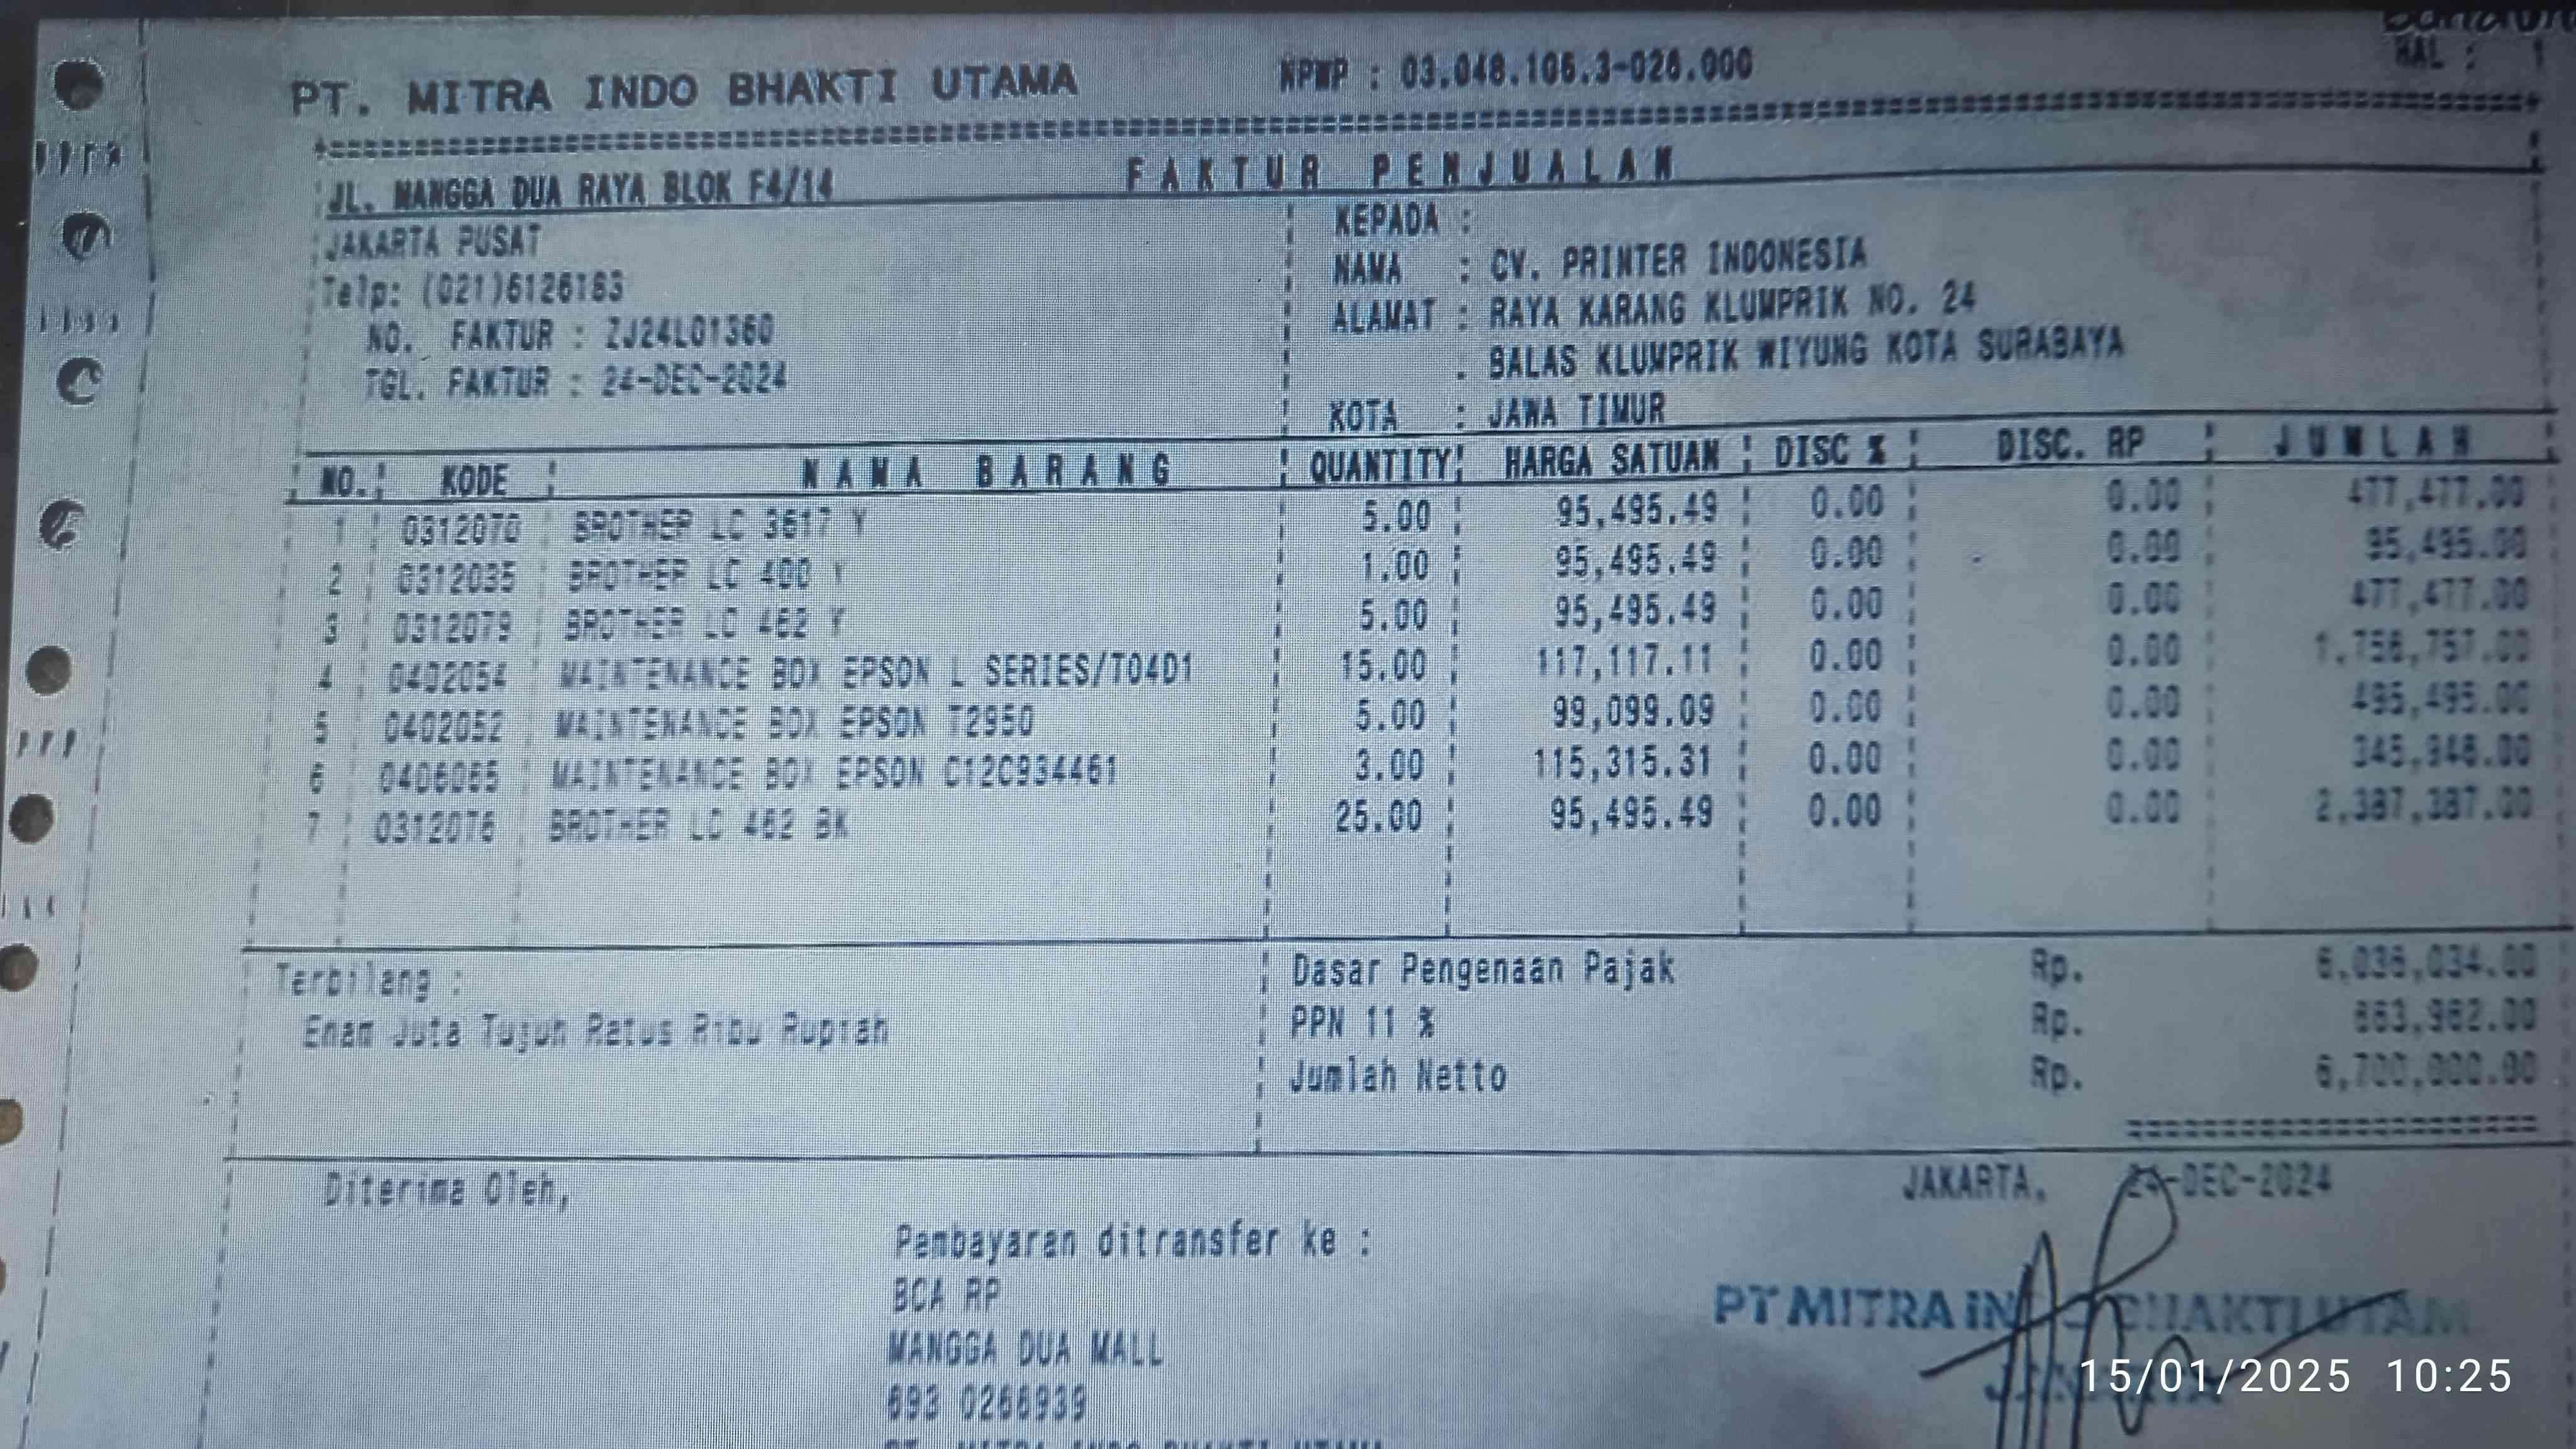 PT. MITRA INDO BHAKTI UTAMA NPWP : 03.048.106.3-026.000
HAL : 1
FAKTUR PENJUALAN
JL. MANGGA DUA RAYA BLOK F4/14
JAKARTA PUSAT
Telp: (021)6126183
NO. FAKTUR : ZJ24L01360
TGL. FAKTUR : 24-DEC-2024
KEPADA :
NAMA : CV. PRINTER INDONESIA
ALAMAT : RAYA KARANG KLUMPRIK NO. 24
. BALAS KLUMPRIK WIYUNG KOTA SURABAYA
KOTA : JAWA TIMUR
NO. KODE NAMA BARANG QUANTITY HARGA SATUAN DISC % DISC. RP JUMLAH
1 0312070 BROTHER LC 3617 Y 5.00 95,495.49 0.00 0.00 477,477.00
2 0312035 BROTHER LC 400 Y 1.00 95,495.49 0.00 0.00 95,495.00
3 0312079 BROTHER LC 462 Y 5.00 95,495.49 0.00 0.00 477,477.00
4 0402054 MAINTENANCE BOX EPSON L SERIES/T04D1 15.00 117,117.11 0.00 0.00 1,756,757.00
5 0402052 MAINTENANCE BOX EPSON T2950 5.00 99,099.09 0.00 0.00 495,495.00
6 0406065 MAINTENANCE BOX EPSON C12C934461 3.00 115,315.31 0.00 0.00 345,946.00
7 0312076 BROTHER LC 462 BK 25.00 95,495.49 0.00 0.00 2,387,387.00
Terbilang :
Enam Juta Tujuh Ratus Ribu Rupiah
Dasar Pengenaan Pajak Rp. 6,036,034.00
PPN 11 % Rp. 663,962.00
Jumlah Netto Rp. 6,700,000.00
Diterima Oleh,
JAKARTA, 24-DEC-2024
Pembayaran ditransfer ke :
BCA RP
MANGGA DUA MALL
693 0266939
PT. MITRA INDO BHAKTI UTAMA
PT MITRA IN BHAKTI UTAM
15/01/2025 10:25